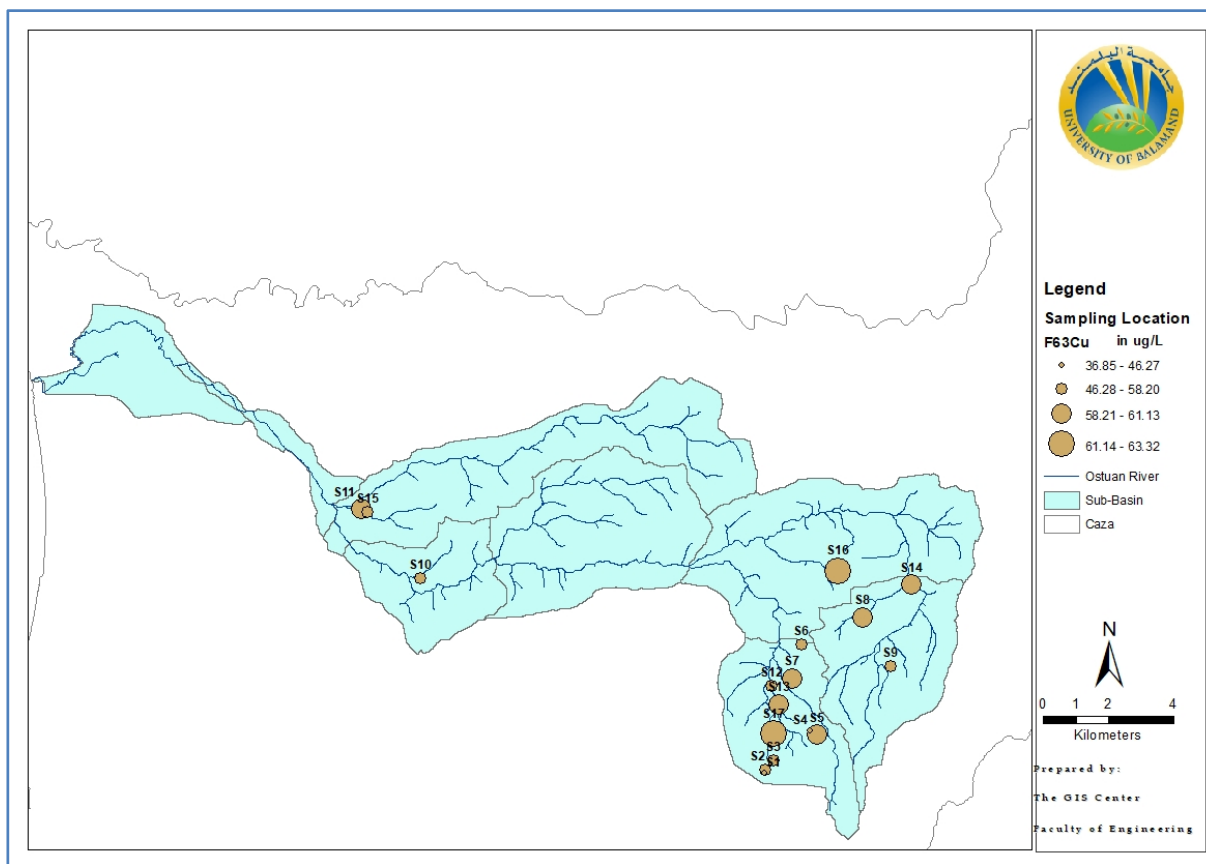 S11
S15
S10
S16
S14
S8
S6
S9
S7
S12
S13
S17
S4 S5
S3
S2 S1
جامعة البلمند
UNIVERSITY OF BALAMAND
Legend
Sampling Location
F63Cu in ug/L
36.85 - 46.27
46.28 - 58.20
58.21 - 61.13
61.14 - 63.32
Ostuan River
Sub-Basin
Caza
N
0 1 2 4
Kilometers
Prepared by:
The GIS Center
Faculty of Engineering